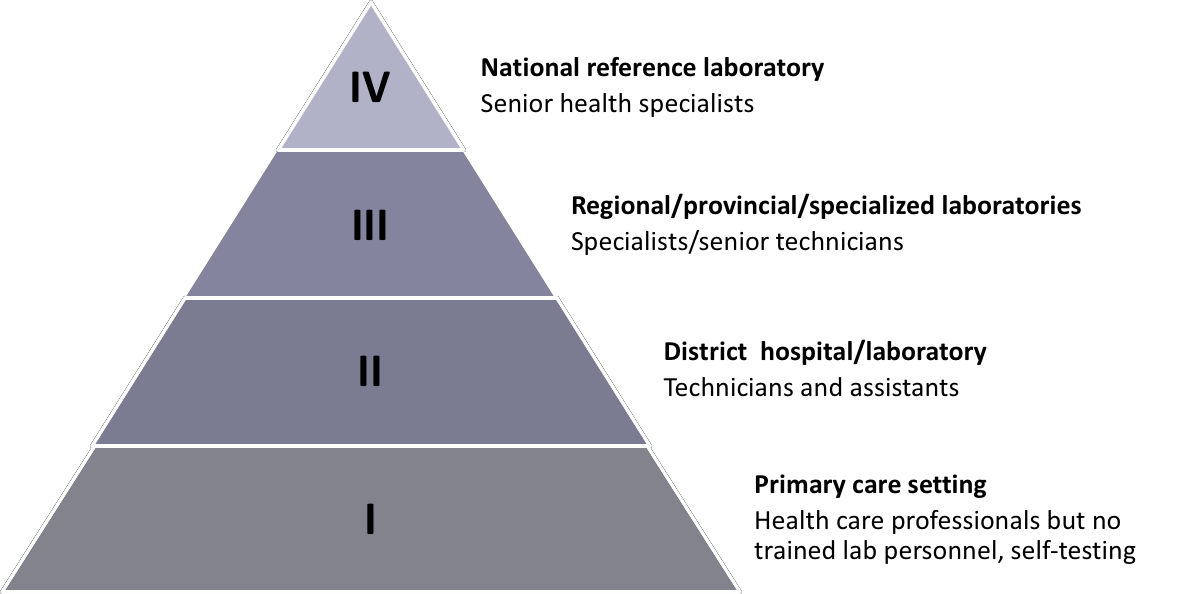 IV
National reference laboratory
Senior health specialists
III
Regional/provincial/specialized laboratories
Specialists/senior technicians
II
District  hospital/laboratory
Technicians and assistants
I
Primary care setting
Health care professionals but no
trained lab personnel, self-testing